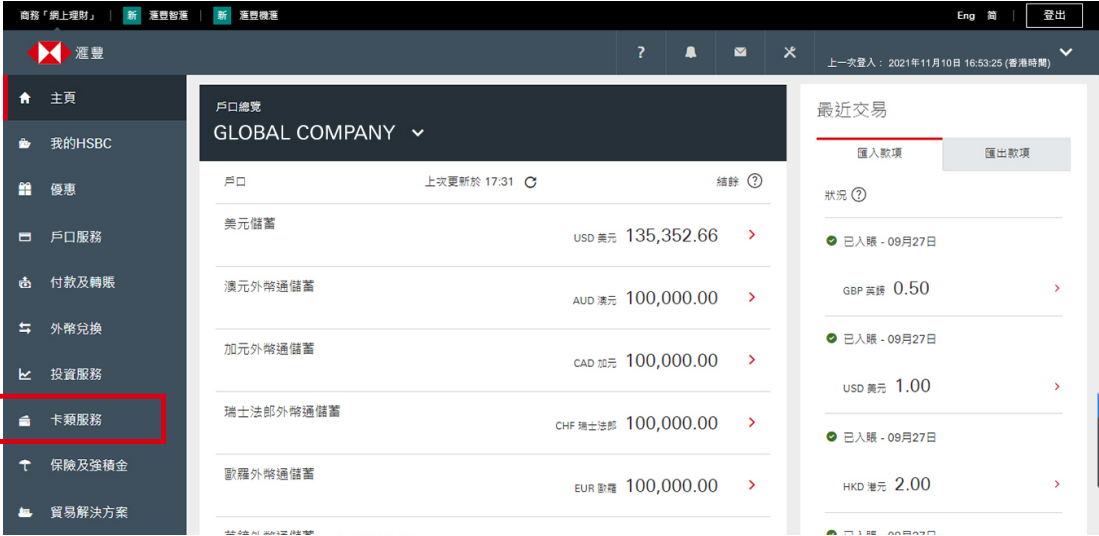 商務「網上理財」 | 新 滙豐智滙 | 新 滙豐機滙 Eng 简 | 登出
滙豐 ? 上一次登入： 2021年11月10日 16:53:25 (香港時間)
主頁
我的HSBC
優惠
戶口服務
付款及轉賬
外幣兌換
投資服務
卡類服務
保險及強積金
貿易解決方案
戶口總覽
GLOBAL COMPANY
戶口 上次更新於 17:31 結餘 ?
美元儲蓄
USD 美元 135,352.66
澳元外幣通儲蓄
AUD 澳元 100,000.00
加元外幣通儲蓄
CAD 加元 100,000.00
瑞士法郎外幣通儲蓄
CHF 瑞士法郎 100,000.00
歐羅外幣通儲蓄
EUR 歐羅 100,000.00
最近交易
匯入款項 匯出款項
狀況 ?
已入賬 - 09月27日
GBP 英鎊 0.50
已入賬 - 09月27日
USD 美元 1.00
已入賬 - 09月27日
HKD 港元 2.00
已入賬 - 09月27日